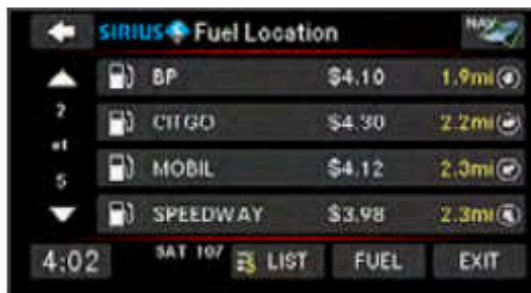 SIRIUS Fuel Location NAV
BP $4.10 1.9mi
CITGO $4.30 2.2mi
2
of
5
MOBIL $4.12 2.3mi
SPEEDWAY $3.98 2.3mi
4:02 SAT 107 $ LIST FUEL EXIT